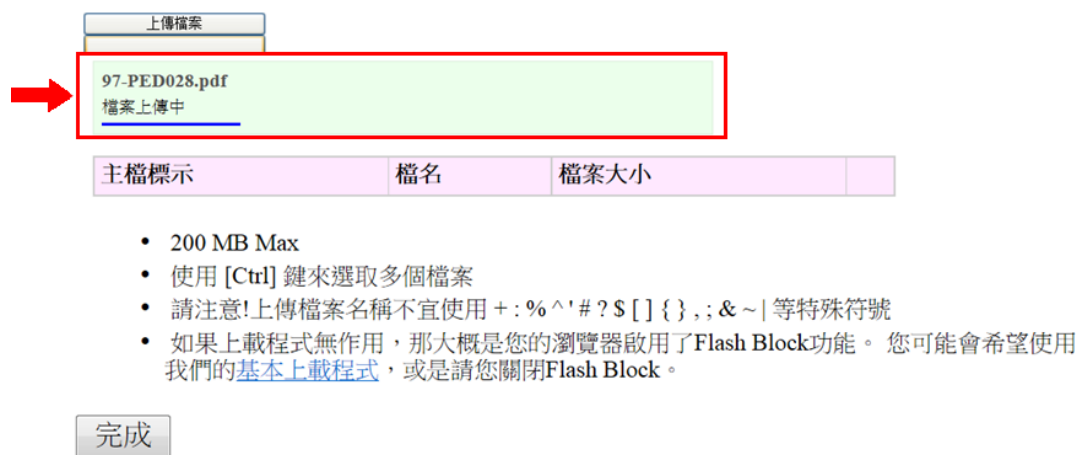 上傳檔案
97-PED028.pdf
檔案上傳中
主檔標示 檔名 檔案大小
• 200 MB Max
• 使用 [Ctrl] 鍵來選取多個檔案
• 請注意!上傳檔案名稱不宜使用 + : % ^ ' # ? $ [ ] { } , ; & ~ | 等特殊符號
• 如果上載程式無作用，那大概是您的瀏覽器啟用了Flash Block功能。 您可能會希望使用
我們的基本上載程式，或是請您關閉Flash Block。
完成